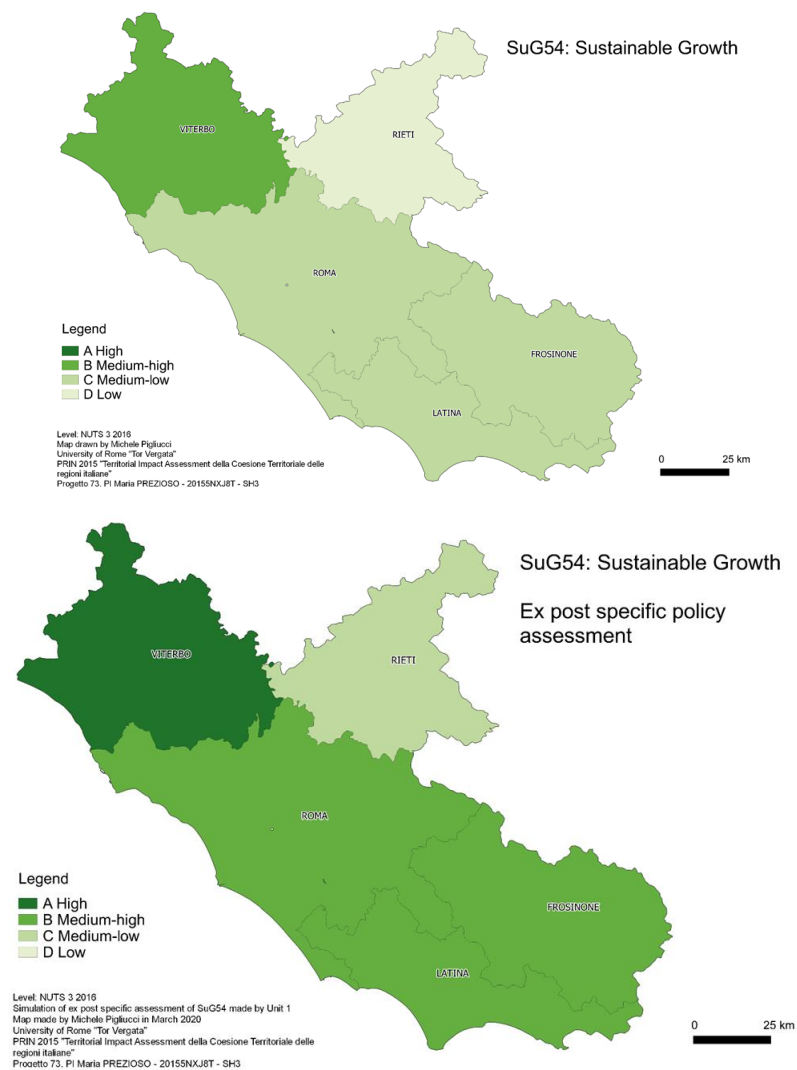 SuG54: Sustainable Growth
VITERBO
RIETI
ROMA
FROSINONE
LATINA
Legend
A High
B Medium-high
C Medium-low
D Low
Level: NUTS 3 2016
Map drawn by Michele Pigliucci
University of Rome "Tor Vergata"
PRIN 2015 "Territorial Impact Assessment della Coesione Territoriale delle
regioni italiane"
Progetto 73. PI Maria PREZIOSO - 20155NXJ8T - SH3
0 25 km
SuG54: Sustainable Growth
Ex post specific policy
assessment
VITERBO
RIETI
ROMA
FROSINONE
LATINA
Legend
A High
B Medium-high
C Medium-low
D Low
Level: NUTS 3 2016
Simulation of ex post specific assessment of SuG54 made by Unit 1
Map made by Michele Pigliucci in March 2020
University of Rome "Tor Vergata"
PRIN 2015 "Territorial Impact Assessment della Coesione Territoriale delle
regioni italiane"
Progetto 73. PI Maria PREZIOSO - 20155NXJ8T - SH3
0 25 km